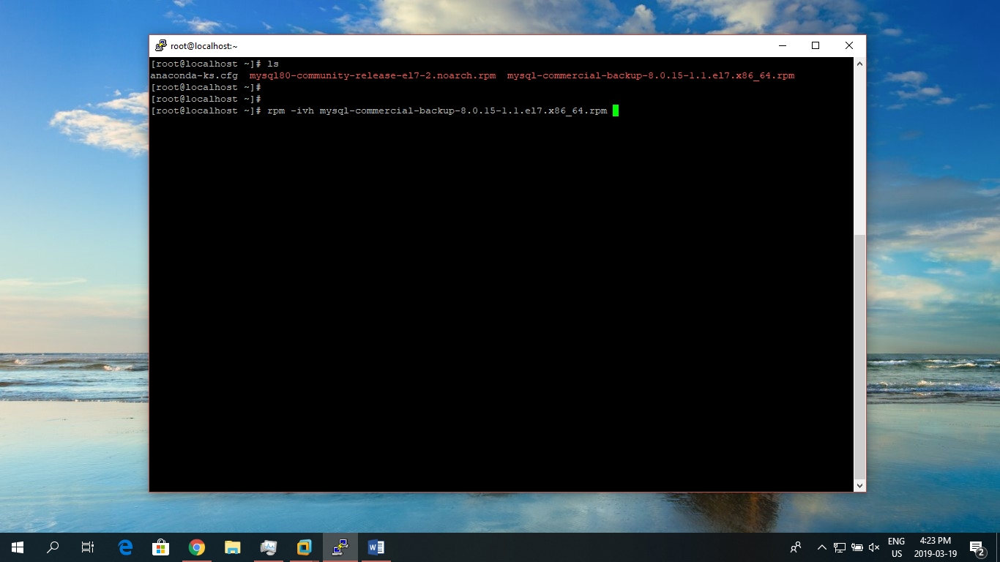 root@localhost:~
[root@localhost ~]# ls
anaconda-ks.cfg  mysql80-community-release-el7-2.noarch.rpm  mysql-commercial-backup-8.0.15-1.1.el7.x86_64.rpm
[root@localhost ~]#
[root@localhost ~]#
[root@localhost ~]# rpm -ivh mysql-commercial-backup-8.0.15-1.1.el7.x86_64.rpm
ENG
US
4:23 PM
2019-03-19
2